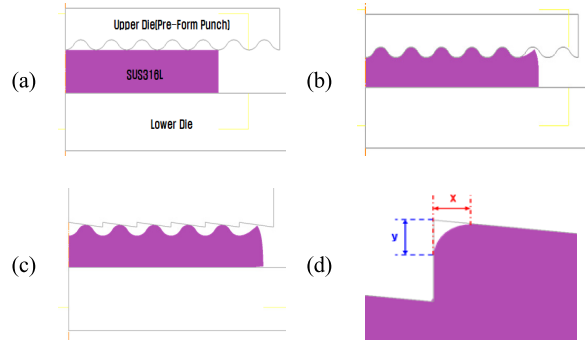 Upper Die(Pre-Form Punch)
SUS316L
Lower Die
(a)
(b)
(c)
(d)
x
y